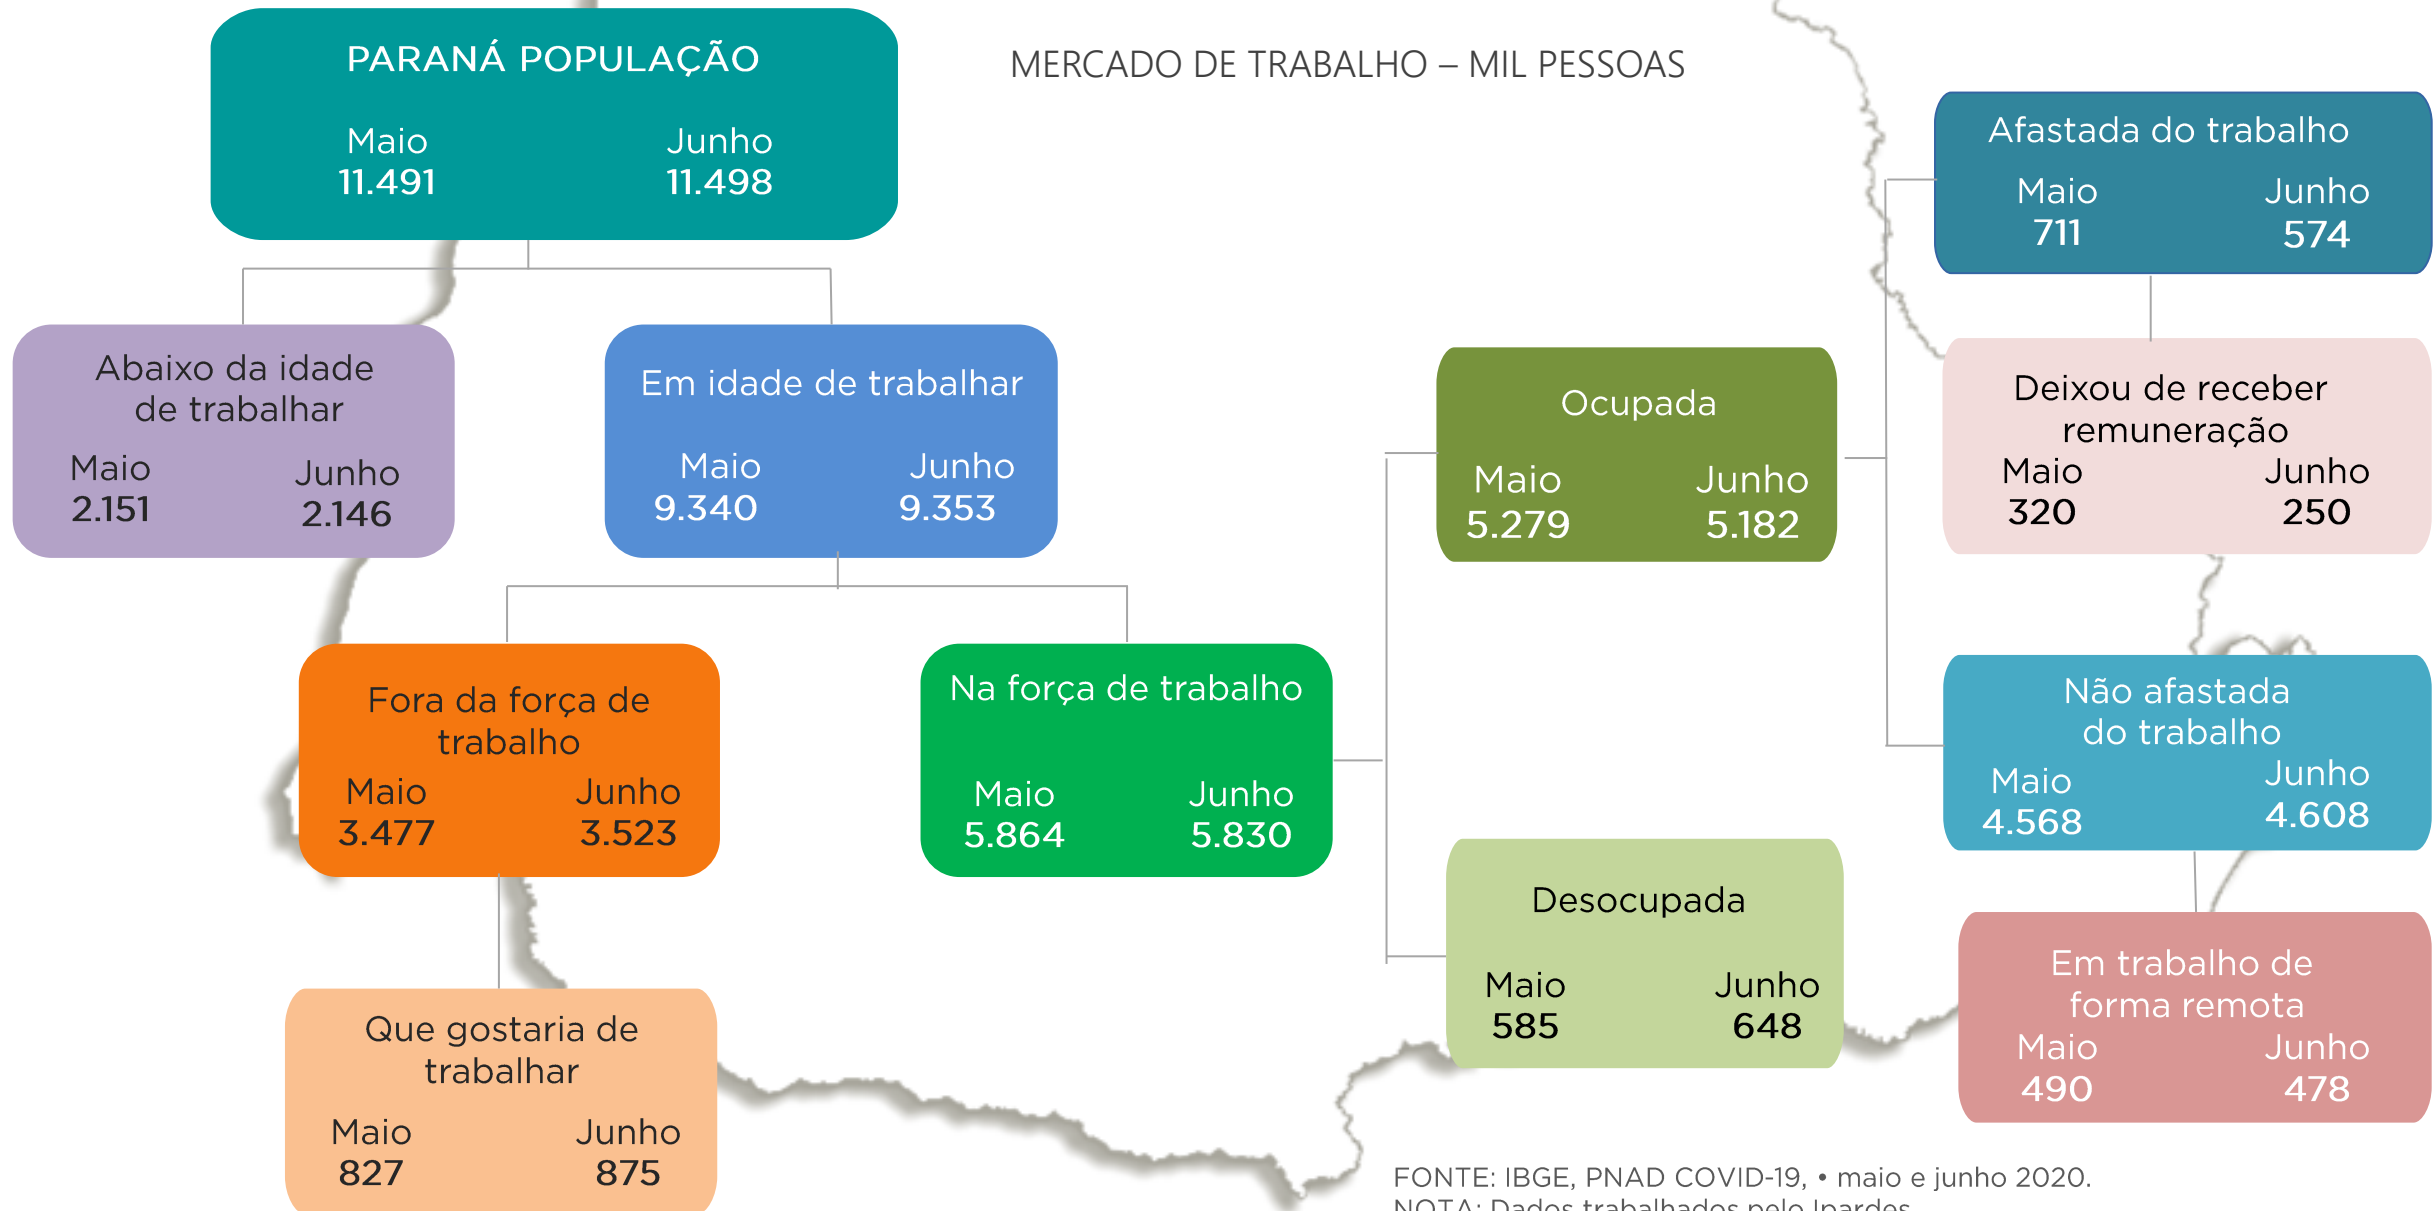 PARANÁ POPULAÇÃO
Maio Junho
11.491 11.498
MERCADO DE TRABALHO – MIL PESSOAS
Abaixo da idade
de trabalhar
Maio Junho
2.151 2.146
Em idade de trabalhar
Maio Junho
9.340 9.353
Fora da força de
trabalho
Maio Junho
3.477 3.523
Na força de trabalho
Maio Junho
5.864 5.830
Que gostaria de
trabalhar
Maio Junho
827 875
Ocupada
Maio Junho
5.279 5.182
Desocupada
Maio Junho
585 648
Afastada do trabalho
Maio Junho
711 574
Deixou de receber
remuneração
Maio Junho
320 250
Não afastada
do trabalho
Maio Junho
4.568 4.608
Em trabalho de
forma remota
Maio Junho
490 478
FONTE: IBGE, PNAD COVID-19, • maio e junho 2020.
NOTA: Dados trabalhados pelo Ipardes